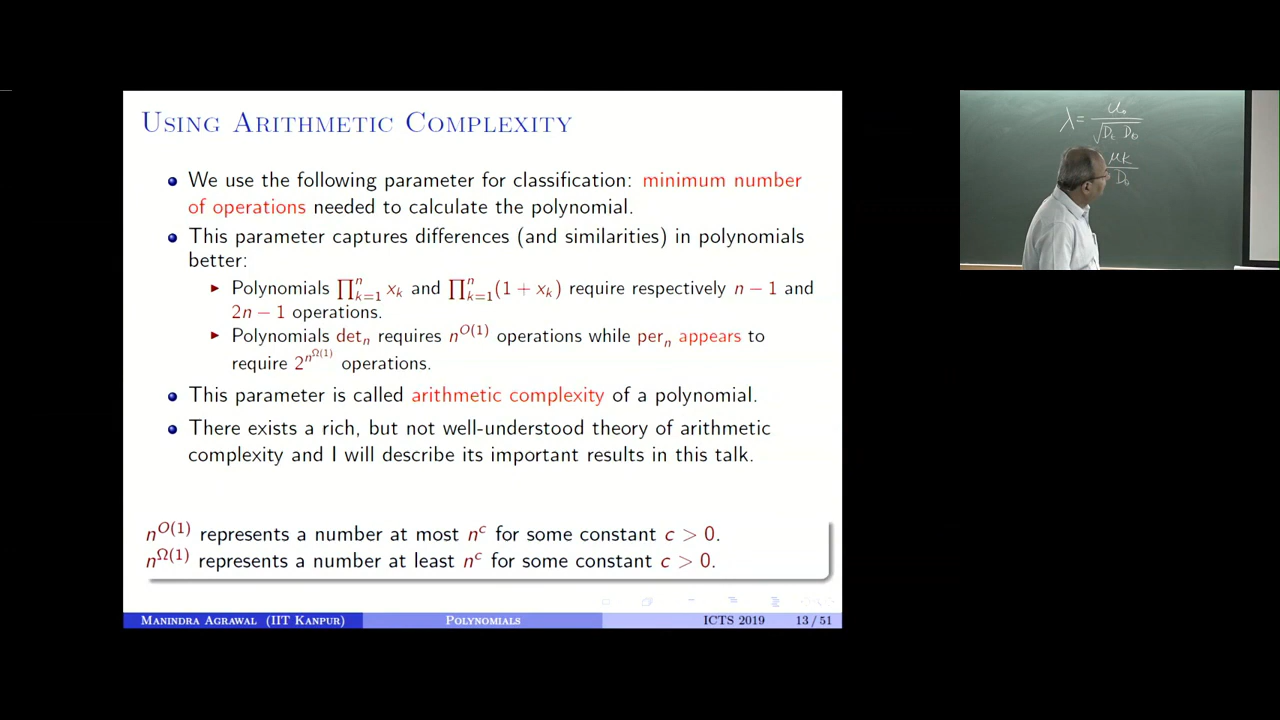 USING ARITHMETIC COMPLEXITY
We use the following parameter for classification: minimum number
of operations needed to calculate the polynomial.
This parameter captures differences (and similarities) in polynomials
better:
Polynomials ∏ⁿₖ₌₁ xₖ and ∏ⁿₖ₌₁(1 + xₖ) require respectively n − 1 and
2n − 1 operations.
Polynomials detₙ requires n^{O(1)} operations while perₙ appears to
require 2^{n^{Ω(1)}} operations.
This parameter is called arithmetic complexity of a polynomial.
There exists a rich, but not well-understood theory of arithmetic
complexity and I will describe its important results in this talk.
n^{O(1)} represents a number at most n^c for some constant c > 0.
n^{Ω(1)} represents a number at least n^c for some constant c > 0.
MANINDRA AGRAWAL (IIT KANPUR) POLYNOMIALS ICTS 2019 13 / 51
λ =
μk